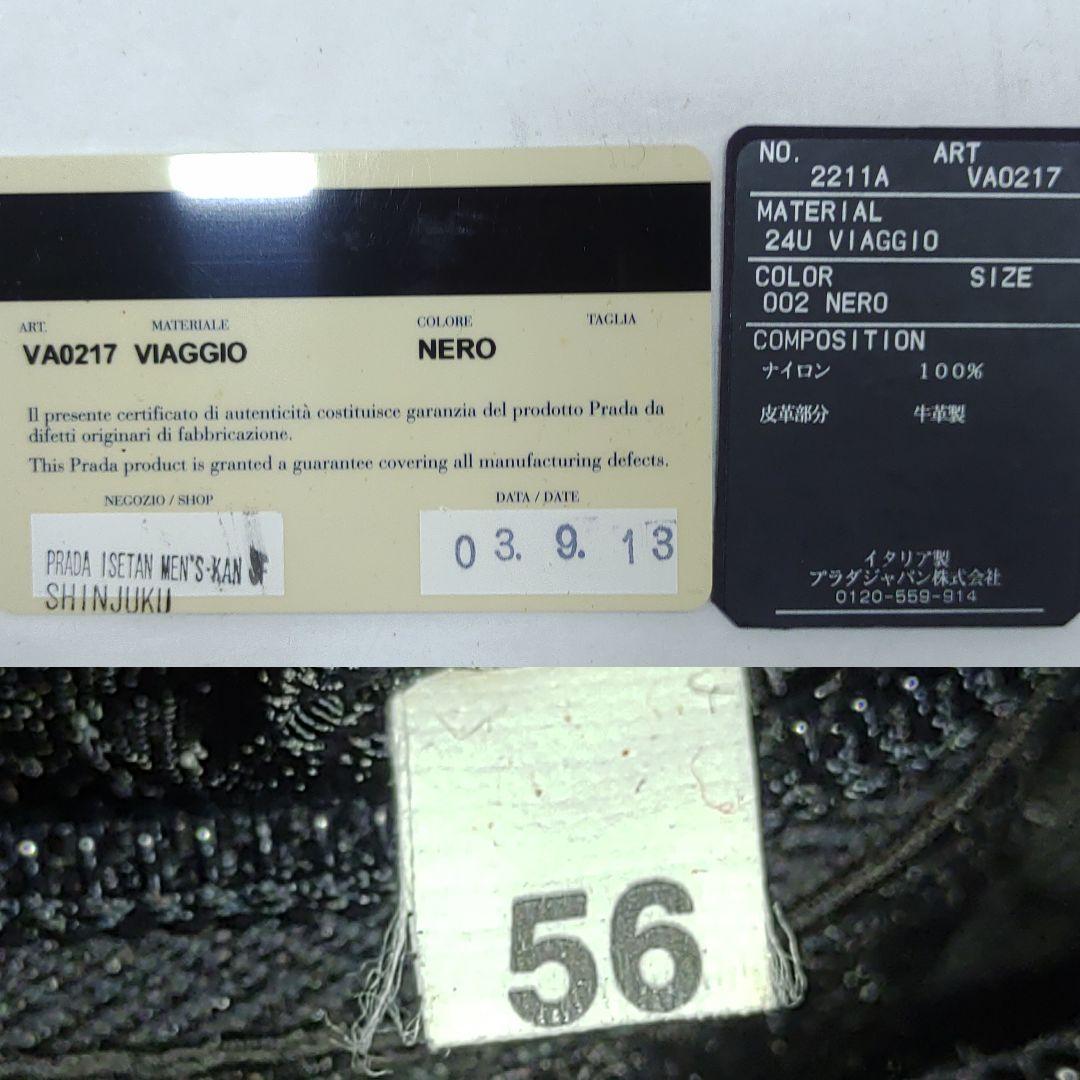 ART. MATERIALE COLORE TAGLIA
VA0217 VIAGGIO NERO
Il presente certificato di autenticità costituisce garanzia del prodotto Prada da
difetti originari di fabbricazione.
This Prada product is granted a guarantee covering all manufacturing defects.
NEGOZIO / SHOP DATA / DATE
PRADA ISETAN MEN'S-KAN
SHINJUKU
03. 9. 13
NO. ART
2211A VA0217
MATERIAL
24U VIAGGIO
COLOR SIZE
002 NERO
COMPOSITION
ナイロン 100%
皮革部分 牛革製
イタリア製
プラダジャパン株式会社
0120-559-914
56